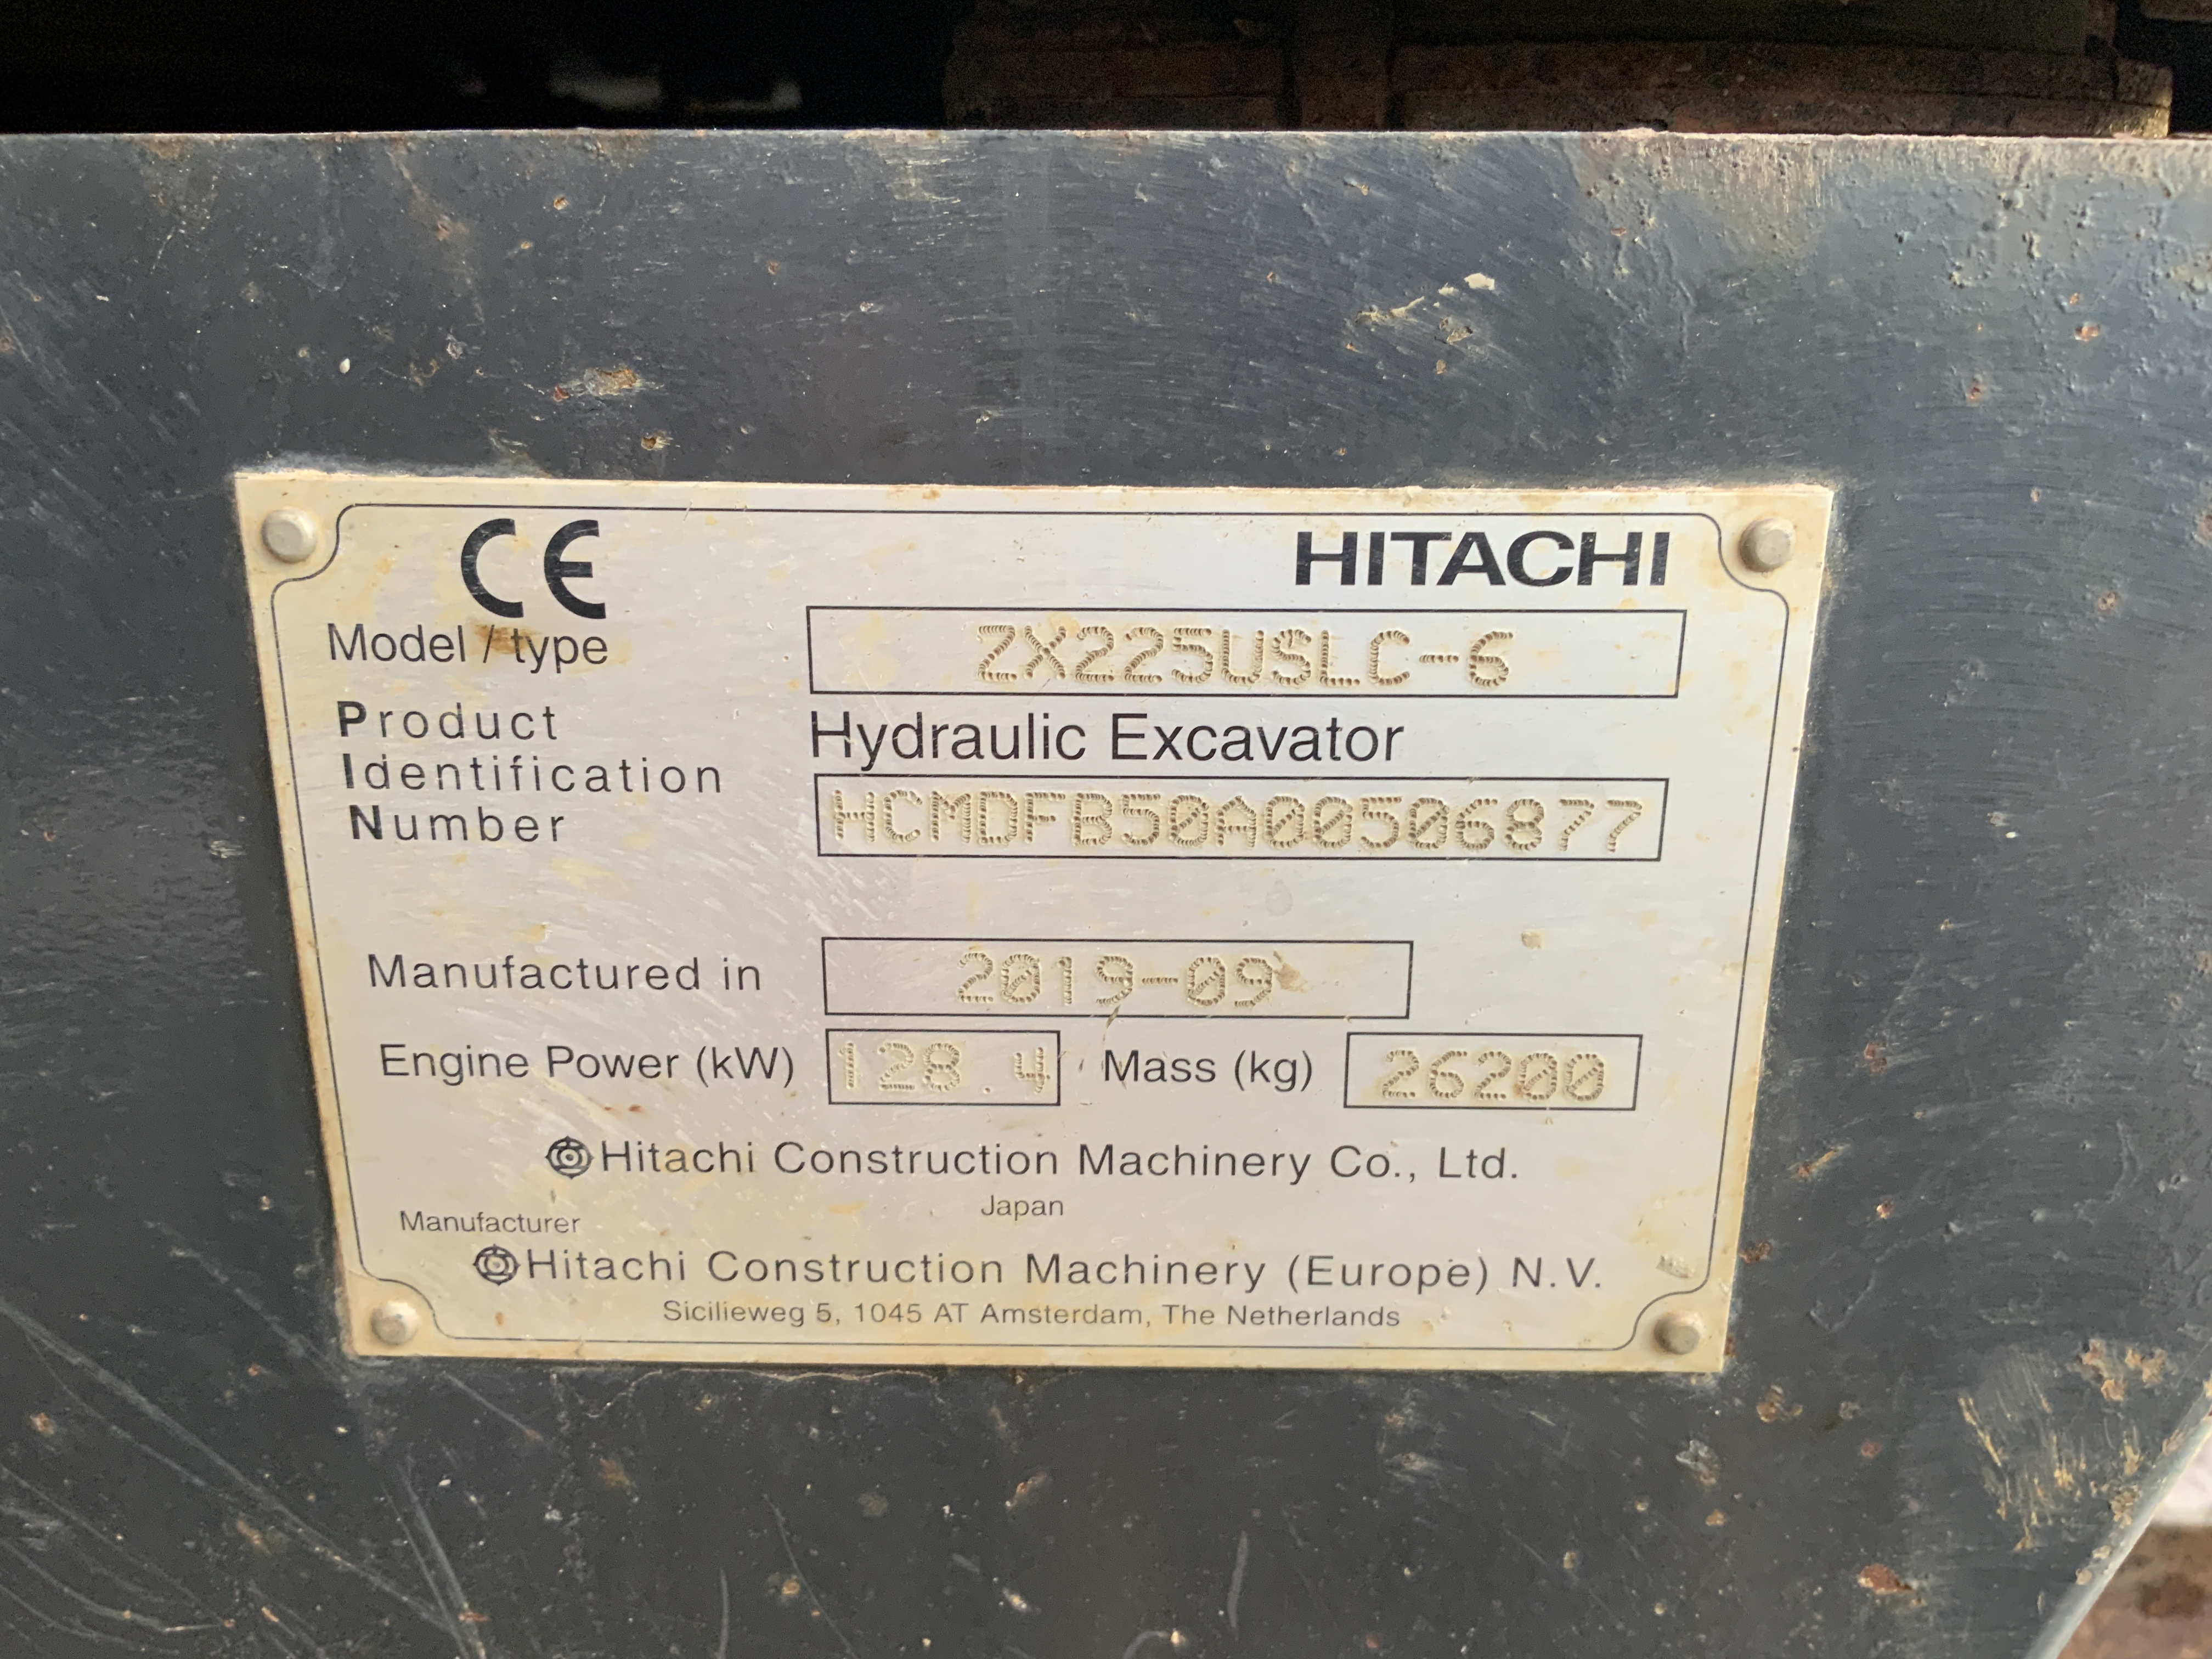 CE
HITACHI
Model / type ZX225USLC-6
Product Hydraulic Excavator
Identification
Number HCMDFB50A00506877
Manufactured in 2019-09
Engine Power (kW) 128.4 Mass (kg) 26200
Hitachi Construction Machinery Co., Ltd.
Japan
Manufacturer
Hitachi Construction Machinery (Europe) N.V.
Sicilieweg 5, 1045 AT Amsterdam, The Netherlands